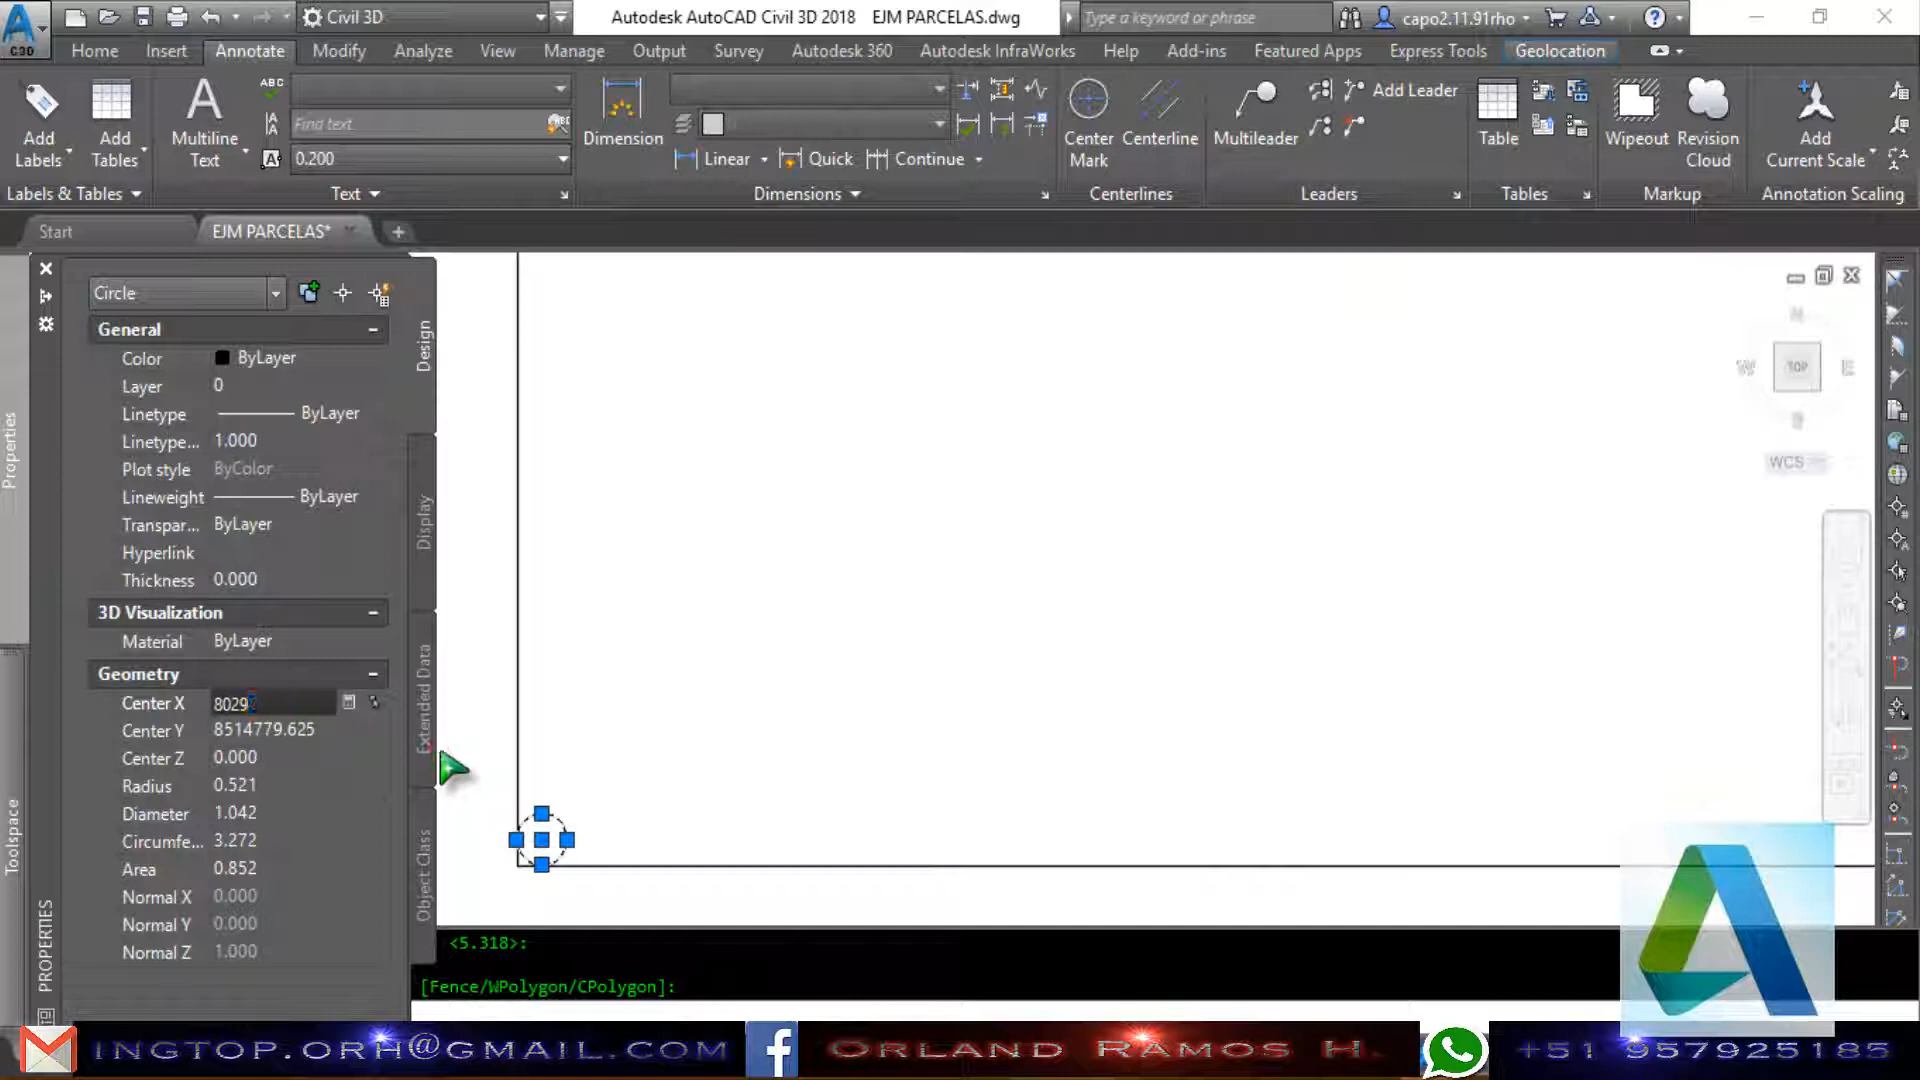 C3D
Civil 3D
Autodesk AutoCAD Civil 3D 2018 EJM PARCELAS.dwg
Type a keyword or phrase
capo2.11.91rho
Home Insert Annotate Modify Analyze View Manage Output Survey Autodesk 360 Autodesk InfraWorks Help Add-ins Featured Apps Express Tools Geolocation
Add Labels
Add Tables
Multiline Text
ABC
Find text
0.200
Dimension
Linear Quick Continue
Center Mark
Centerline
Multileader
Add Leader
Table
Wipeout
Revision Cloud
Add Current Scale
Labels & Tables Text Dimensions Centerlines Leaders Tables Markup Annotation Scaling
Start EJM PARCELAS*
Circle
General
Color ByLayer
Layer 0
Linetype ByLayer
Linetype... 1.000
Plot style ByColor
Lineweight ByLayer
Transpar... ByLayer
Hyperlink
Thickness 0.000
3D Visualization
Material ByLayer
Geometry
Center X 8029
Center Y 8514779.625
Center Z 0.000
Radius 0.521
Diameter 1.042
Circumfe... 3.272
Area 0.852
Normal X 0.000
Normal Y 0.000
Normal Z 1.000
Design
Display
Extended Data
Object Class
Properties
Toolspace
PROPERTIES
N
W TOP E
S
WCS
<5.318>:
[Fence/WPolygon/CPolygon]:
INGTOP.ORH@GMAIL.COM
ORLAND RAMOS H.
+51 957925185